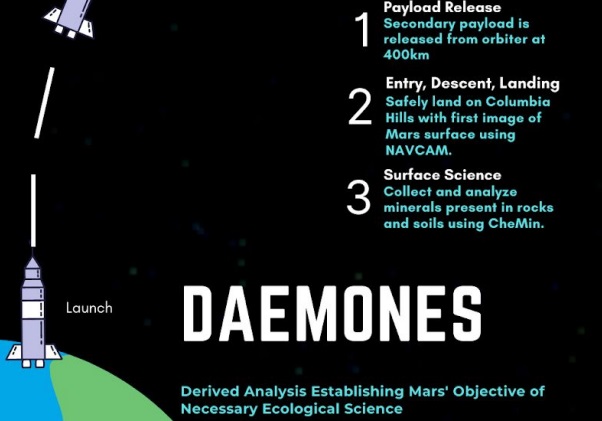 1
Payload Release
Secondary payload is
released from orbiter at
400km
2
Entry, Descent, Landing
Safely land on Columbia
Hills with first image of
Mars surface using
NAVCAM.
3
Surface Science
Collect and analyze
minerals present in rocks
and soils using CheMin.
Launch
DAEMONES
Derived Analysis Establishing Mars' Objective of
Necessary Ecological Science